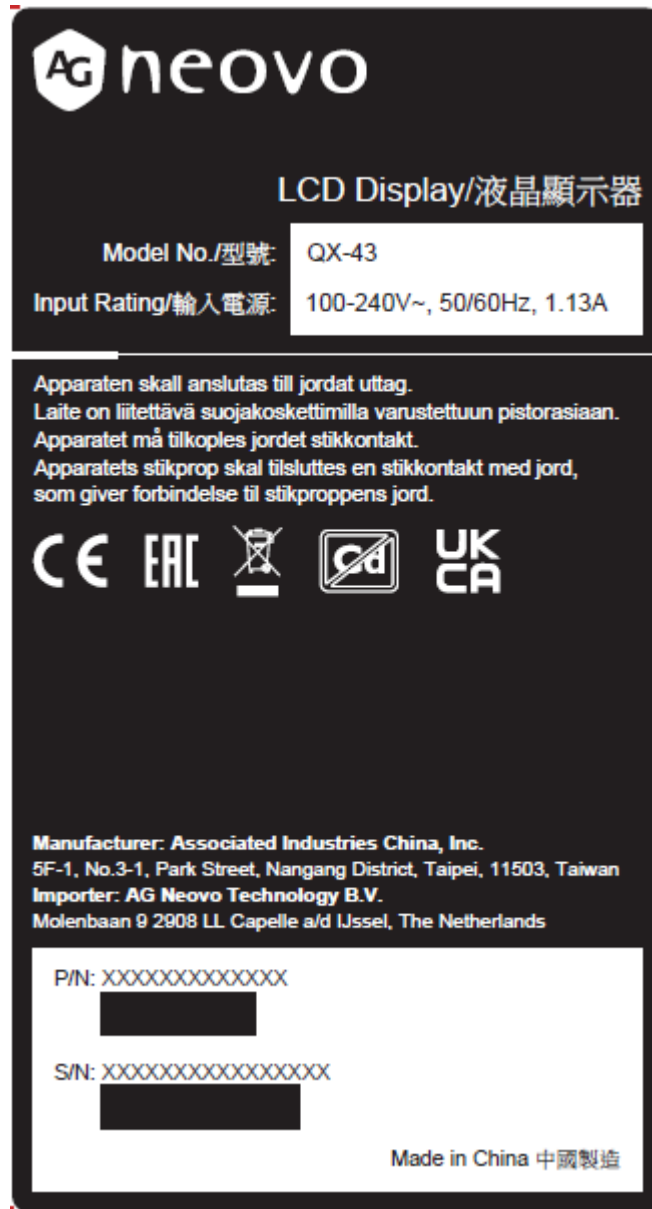 AG neovo
LCD Display/液晶顯示器
Model No./型號: QX-43
Input Rating/輸入電源: 100-240V~, 50/60Hz, 1.13A
Apparaten skall anslutas till jordat uttag.
Laite on liitettävä suojakoskettimilla varustettuun pistorasiaan.
Apparatet må tilkoples jordet stikkontakt.
Apparatets stikprop skal tilsluttes en stikkontakt med jord,
som giver forbindelse til stikproppens jord.
CE EAC Cd UK
CA
Manufacturer: Associated Industries China, Inc.
5F-1, No.3-1, Park Street, Nangang District, Taipei, 11503, Taiwan
Importer: AG Neovo Technology B.V.
Molenbaan 9 2908 LL Capelle a/d IJssel, The Netherlands
P/N: XXXXXXXXXXXXX
S/N: XXXXXXXXXXXXXXXX
Made in China 中國製造